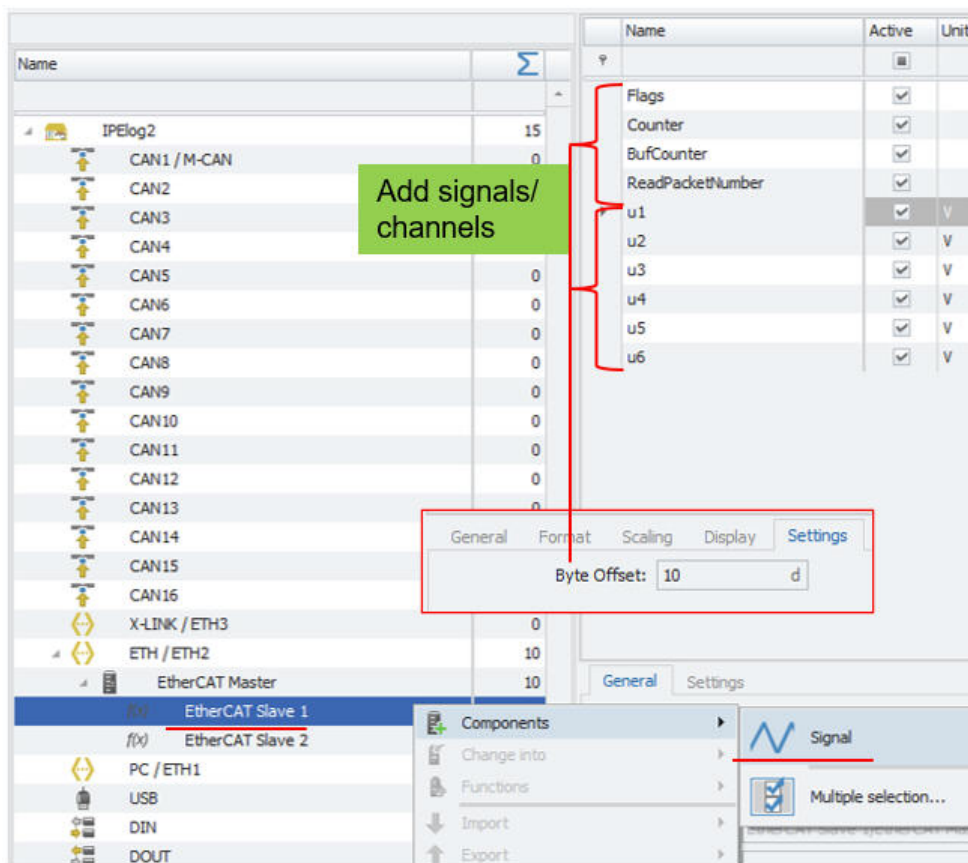 Name
IPElog2 15
CAN1 / M-CAN 0
CAN2
CAN3
CAN4
CAN5 0
CAN6 0
CAN7 0
CAN8 0
CAN9 0
CAN10 0
CAN11 0
CAN12 0
CAN13 0
CAN14
CAN15
CAN16
X-LINK / ETH3 0
ETH / ETH2 10
EtherCAT Master 10
EtherCAT Slave 1
f(x) EtherCAT Slave 2
PC / ETH1
USB
DIN
DOUT
Add signals/
channels
Name Active Unit
Flags
Counter
BufCounter
ReadPacketNumber
u1 V
u2 V
u3 V
u4 V
u5 V
u6 V
General Format Scaling Display Settings
Byte Offset: 10 d
General Settings
Components
Change into
Functions
Import
Export
Signal
Multiple selection...